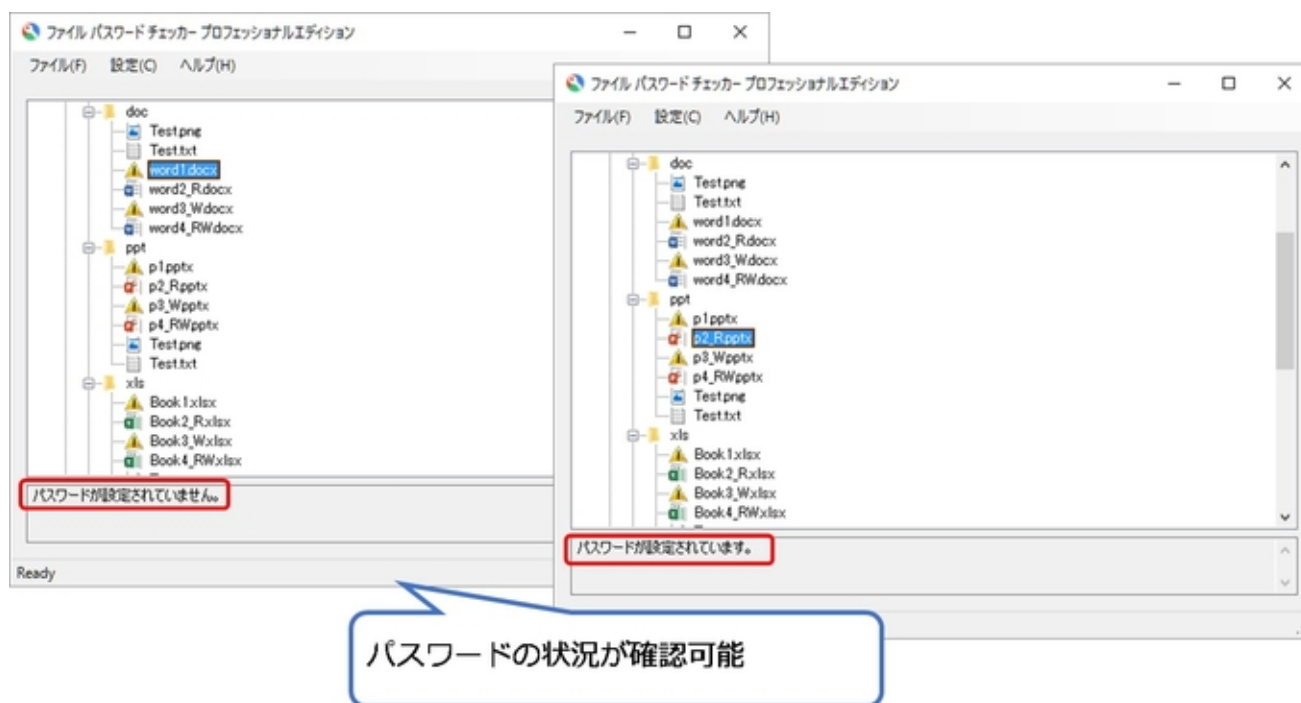 ファイル パスワード チェッカー プロフェッショナルエディション
ファイル(F) 設定(C) ヘルプ(H)
doc
Test.png
Test.txt
word1.docx
word2_R.docx
word3_W.docx
word4_RW.docx
ppt
p1.pptx
p2_R.pptx
p3_W.pptx
p4_RW.pptx
Test.png
Test.txt
xls
Book1.xlsx
Book2_R.xlsx
Book3_W.xlsx
Book4_RW.xlsx
パスワードが設定されていません。
Ready
ファイル パスワード チェッカー プロフェッショナルエディション
ファイル(F) 設定(C) ヘルプ(H)
doc
Test.png
Test.txt
word1.docx
word2_R.docx
word3_W.docx
word4_RW.docx
ppt
p1.pptx
p2_R.pptx
p3_W.pptx
p4_RW.pptx
Test.png
Test.txt
xls
Book1.xlsx
Book2_R.xlsx
Book3_W.xlsx
Book4_RW.xlsx
パスワードが設定されています。
パスワードの状況が確認可能